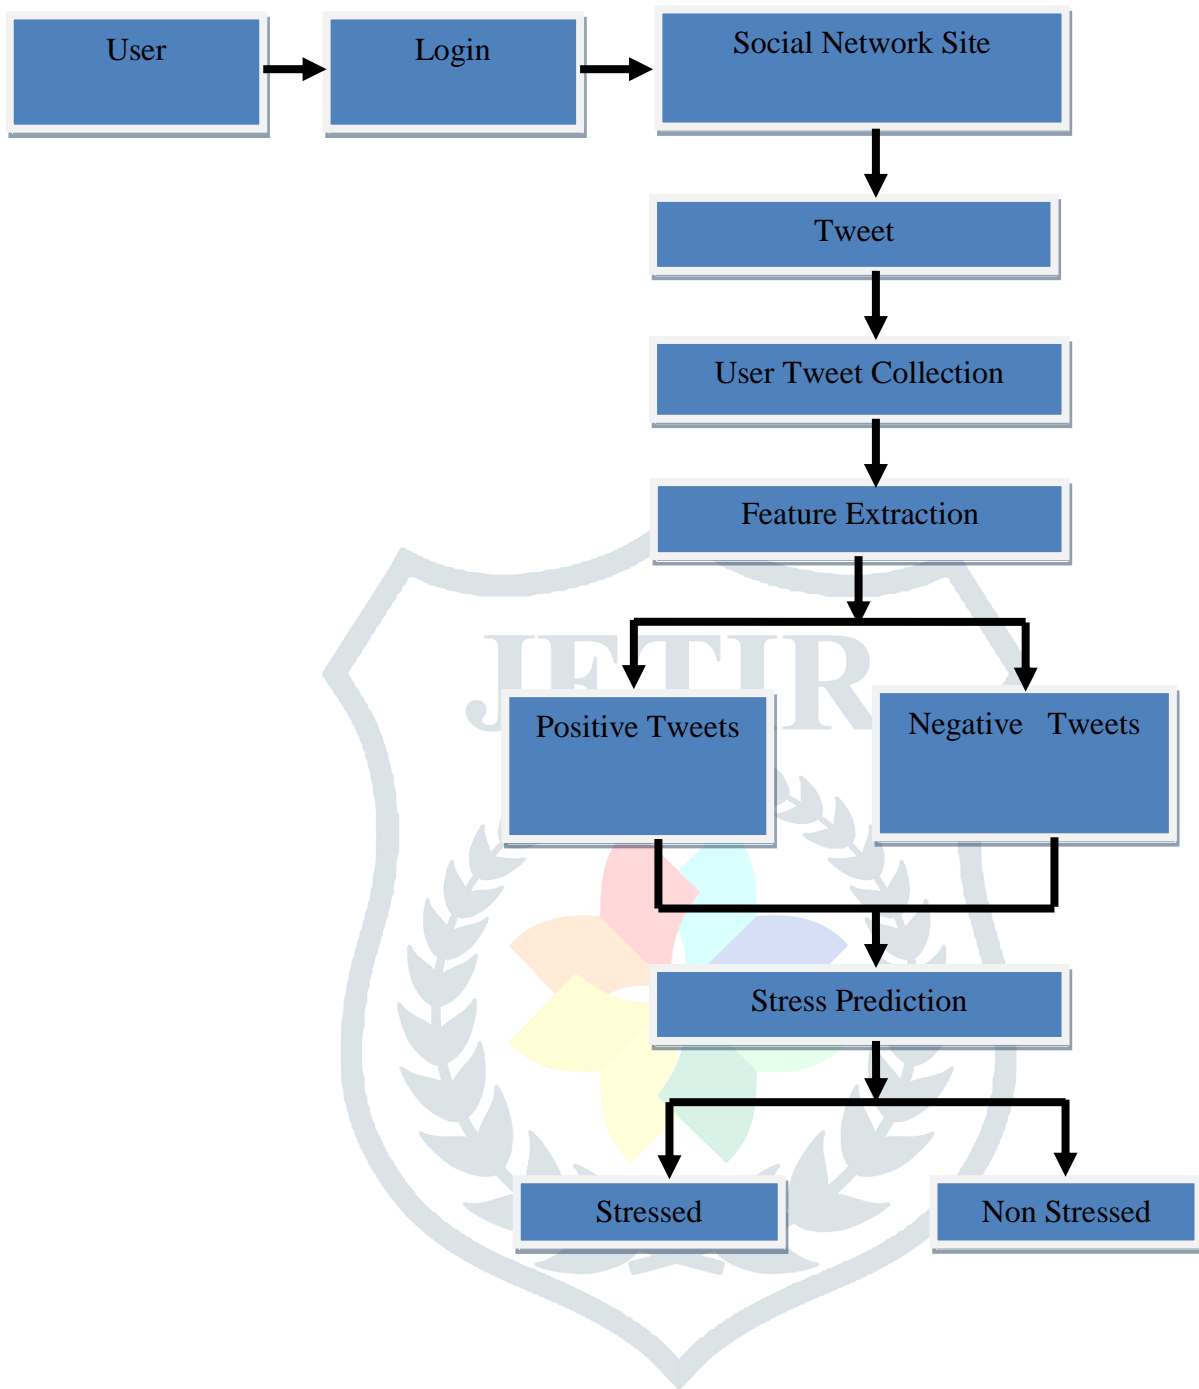 User
Login
Social Network Site
Tweet
User Tweet Collection
Feature Extraction
JETIR
Positive Tweets
Negative Tweets
Stress Prediction
Stressed
Non Stressed